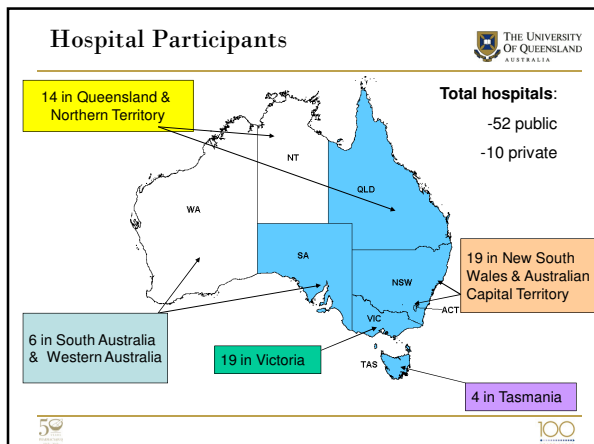 Hospital Participants
THE UNIVERSITY
OF QUEENSLAND
AUSTRALIA
14 in Queensland &
Northern Territory
Total hospitals:
-52 public
-10 private
NT
QLD
WA
SA
NSW
ACT
VIC
TAS
19 in New South
Wales & Australian
Capital Territory
6 in South Australia
& Western Australia
19 in Victoria
4 in Tasmania
50
100